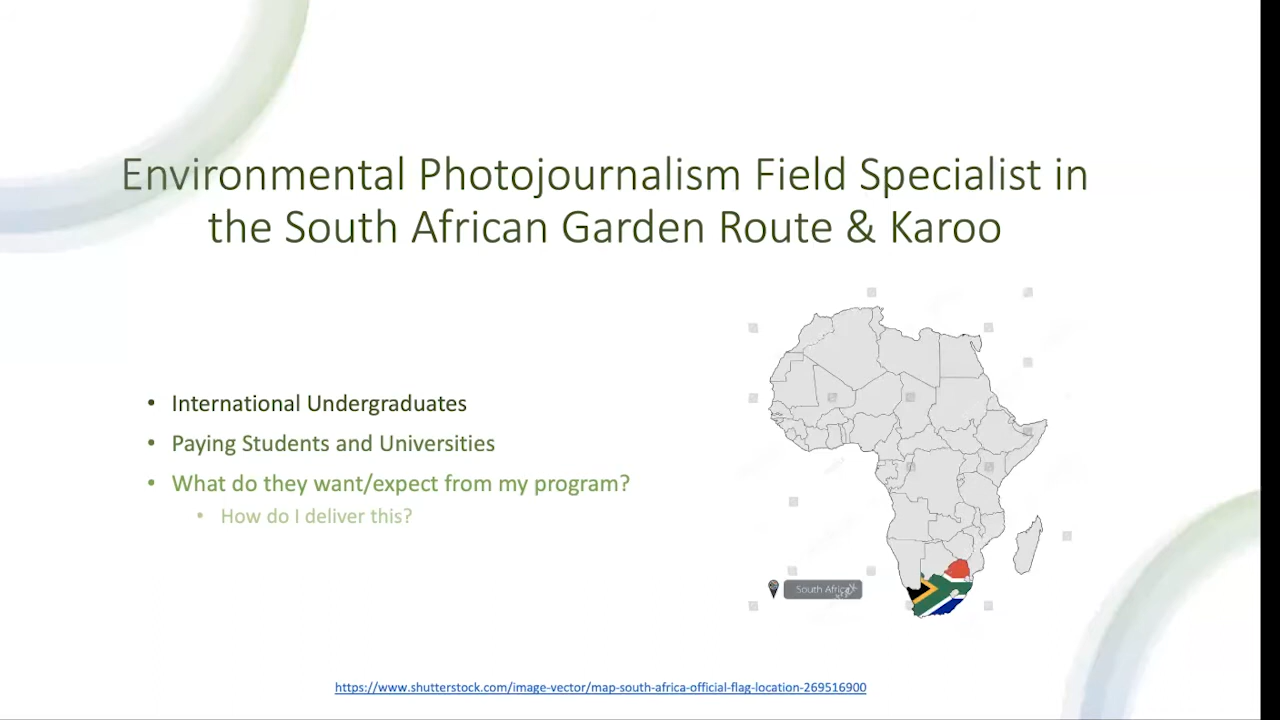 Environmental Photojournalism Field Specialist in
the South African Garden Route & Karoo
• International Undergraduates
• Paying Students and Universities
• What do they want/expect from my program?
• How do I deliver this?
South Africa
https://www.shutterstock.com/image-vector/map-south-africa-official-flag-location-269516900